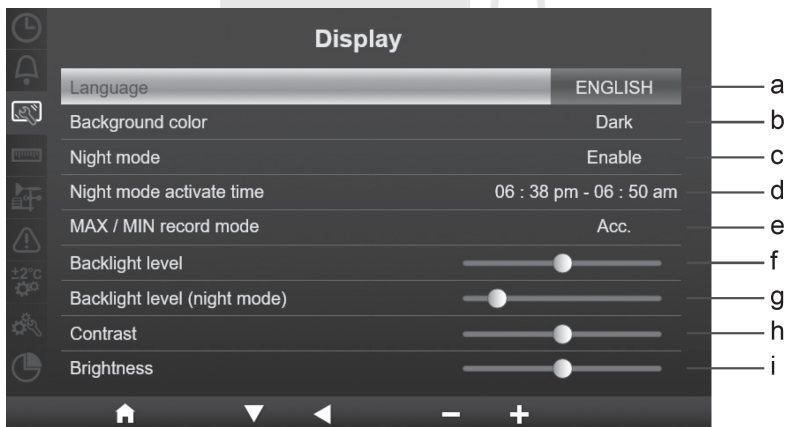 Display
Language ENGLISH a
Background color Dark b
Night mode Enable c
Night mode activate time 06 : 38 pm - 06 : 50 am d
MAX / MIN record mode Acc. e
Backlight level f
±2°C
Backlight level (night mode) g
Contrast h
Brightness i